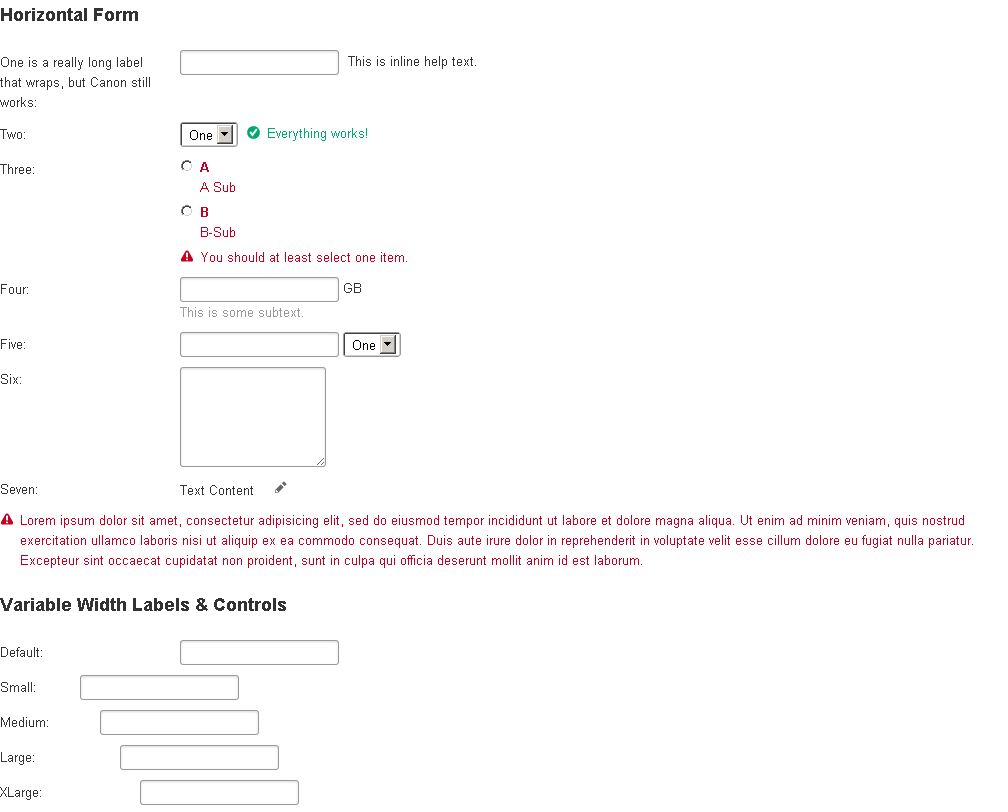 Horizontal Form
One is a really long label
that wraps, but Canon still
works:
This is inline help text.
Two:
One
Everything works!
Three:
A
A Sub
B
B-Sub
You should at least select one item.
Four:
GB
This is some subtext.
Five:
One
Six:
Seven:
Text Content
Lorem ipsum dolor sit amet, consectetur adipisicing elit, sed do eiusmod tempor incididunt ut labore et dolore magna aliqua. Ut enim ad minim veniam, quis nostrud
exercitation ullamco laboris nisi ut aliquip ex ea commodo consequat. Duis aute irure dolor in reprehenderit in voluptate velit esse cillum dolore eu fugiat nulla pariatur.
Excepteur sint occaecat cupidatat non proident, sunt in culpa qui officia deserunt mollit anim id est laborum.
Variable Width Labels & Controls
Default:
Small:
Medium:
Large:
XLarge: